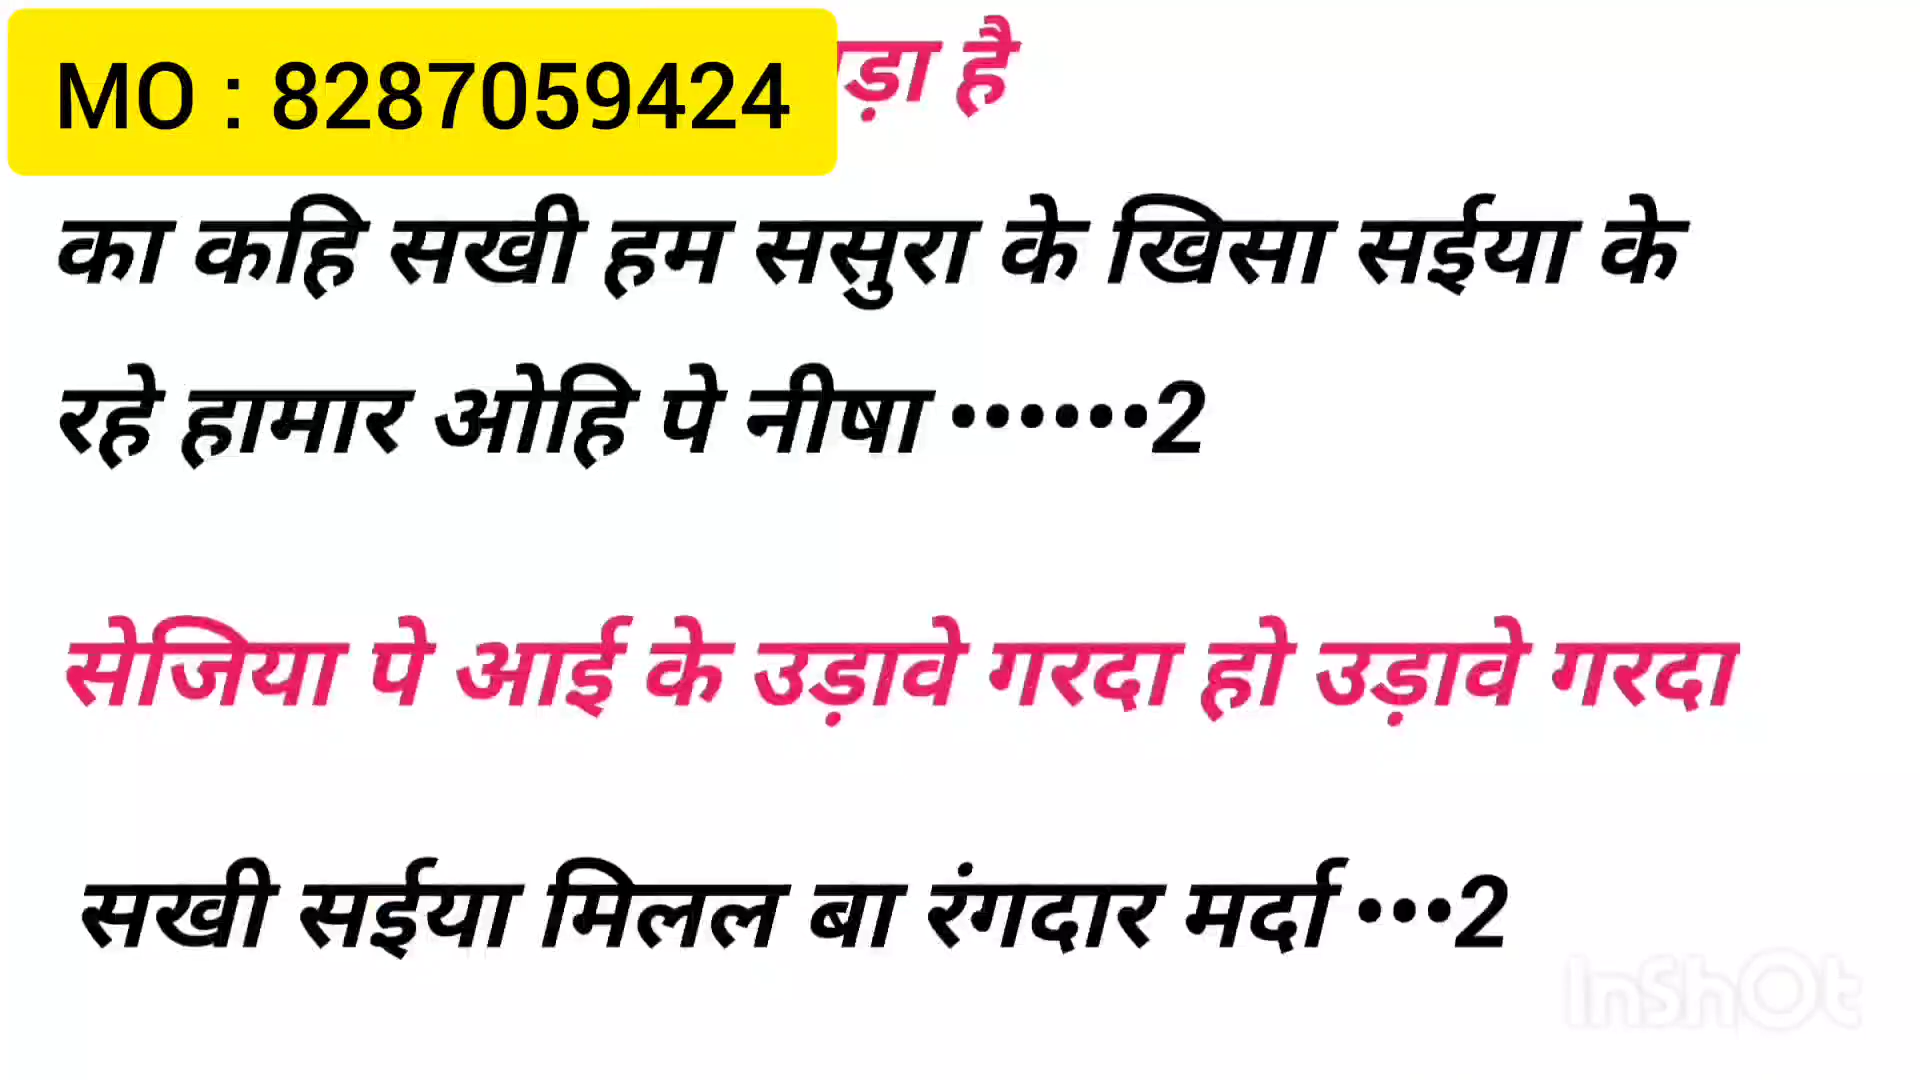 MO : 8287059424
है
का कहि सखी हम ससुरा के खिसा सईया के
रहे हामार ओहि पे नीषा ••••••2
सेजिया पे आई के उड़ावे गरदा हो उड़ावे गरदा
सखी सईया मिलल बा रंगदार मर्दा •••2
InShOt